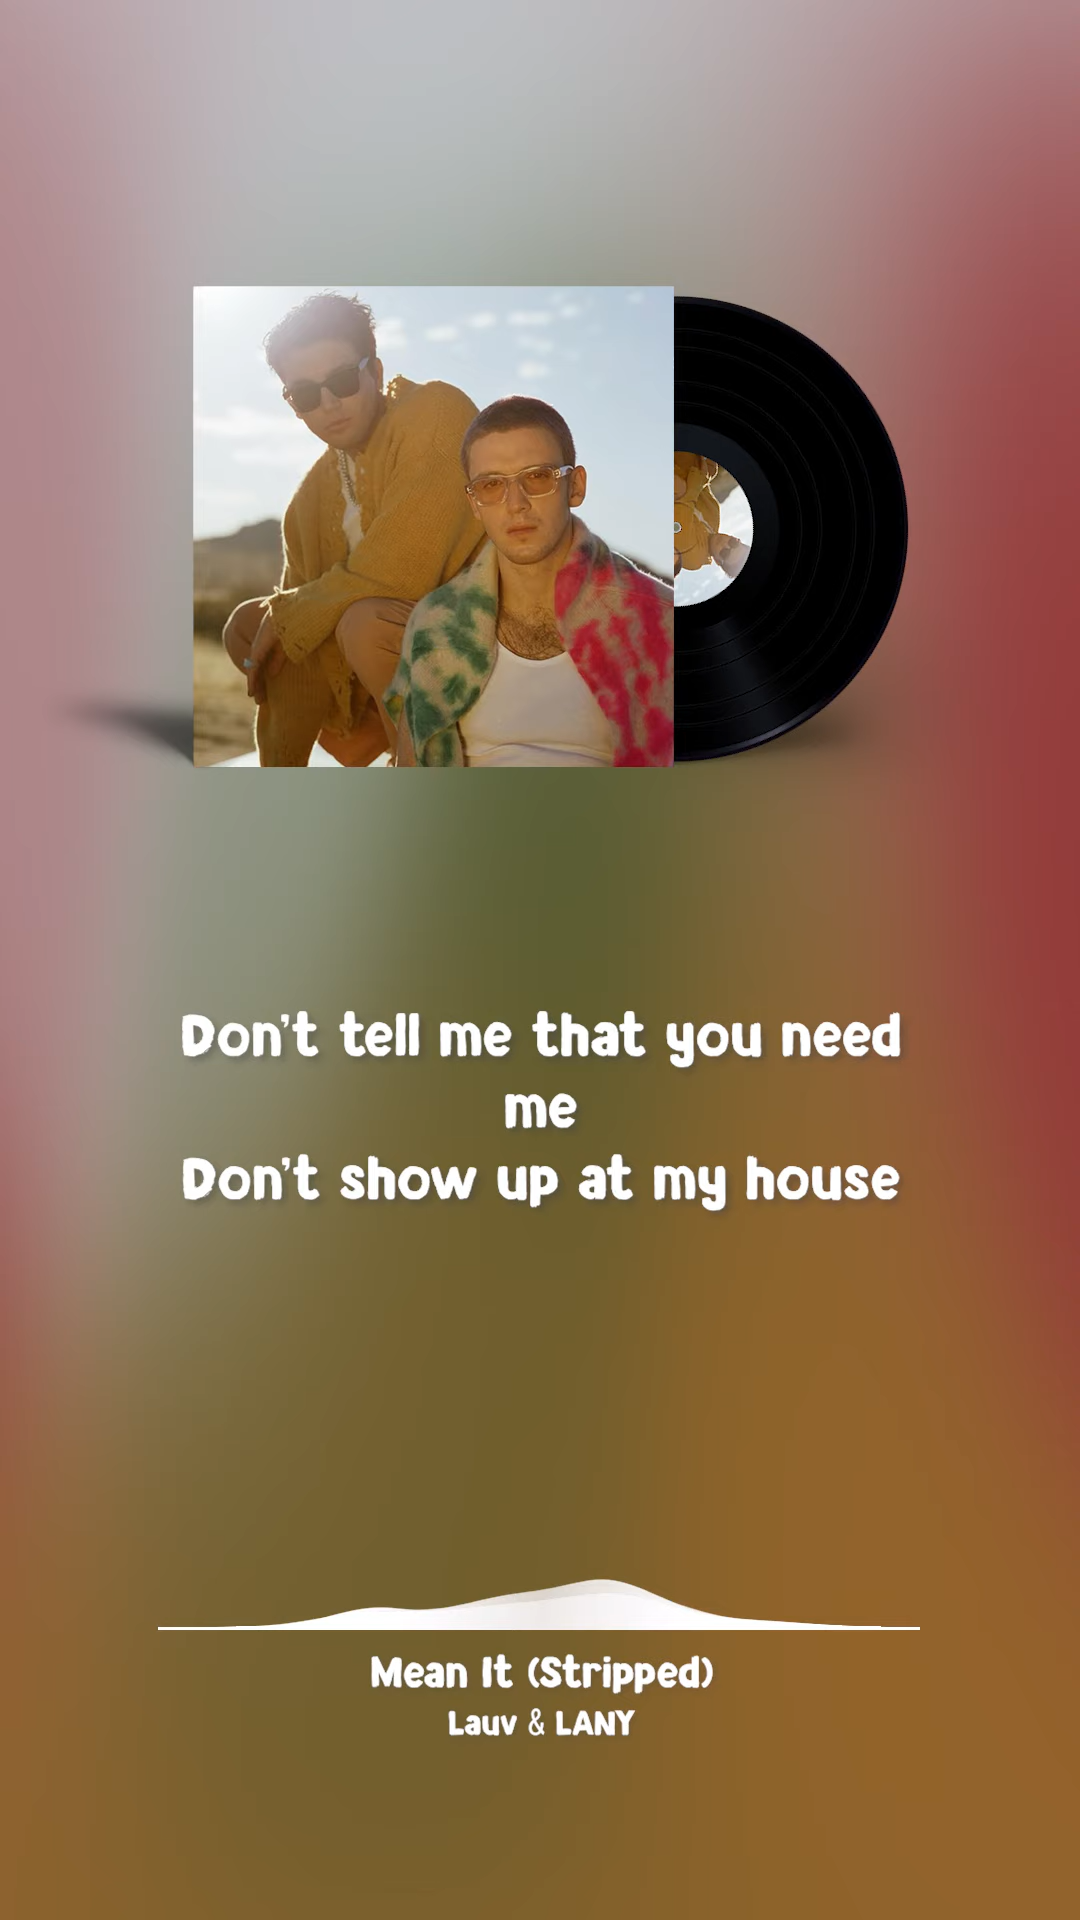 Don't tell me that you need
me
Don't show up at my house
Mean It (Stripped)
Lauv & LANY